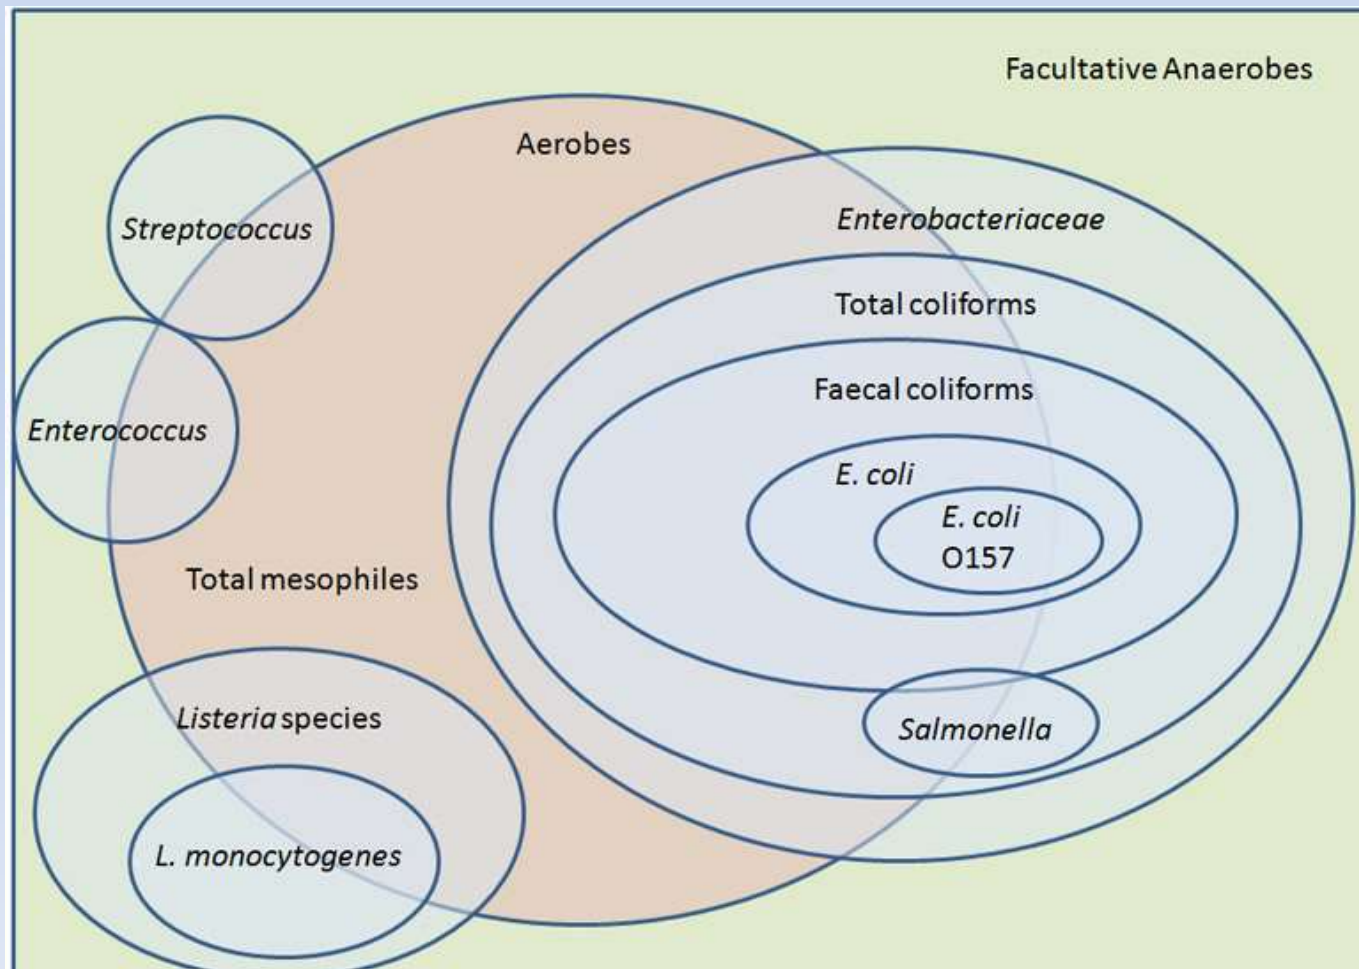 Facultative Anaerobes
Aerobes
Streptococcus
Enterobacteriaceae
Total coliforms
Faecal coliforms
Enterococcus
E. coli
E. coli
O157
Total mesophiles
Listeria species
Salmonella
L. monocytogenes